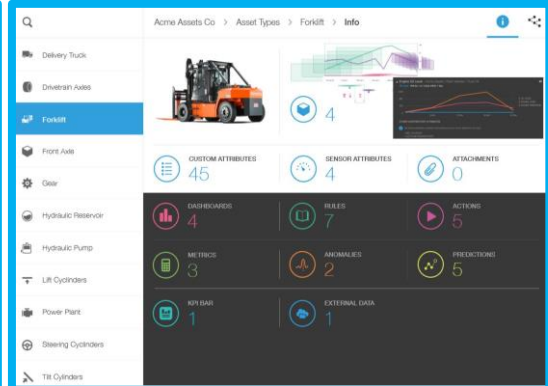 Acme Assets Co > Asset Types > Forklift > Info
Delivery Truck
Drivetrain Axles
Forklift
Front Axle
Gear
Hydraulic Reservoir
Hydraulic Pump
Lift Cyclinders
Power Plant
Steering Cyclinders
Tilt Cylinders
4
CUSTOM ATTRIBUTES
45
SENSOR ATTRIBUTES
4
ATTACHMENTS
0
DASHBOARDS
4
RULES
7
ACTIONS
5
METRICS
3
ANOMALIES
2
PREDICTIONS
5
KPI BAR
1
EXTERNAL DATA
1